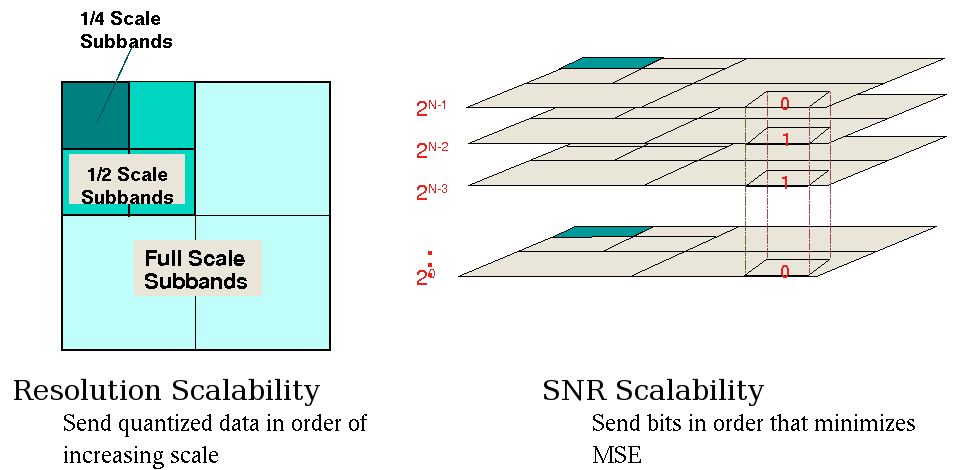 1/4 Scale
Subbands
1/2 Scale
Subbands
Full Scale
Subbands
2N-1
2N-2
2N-3
20
0
1
1
0
Resolution Scalability
Send quantized data in order of
increasing scale
SNR Scalability
Send bits in order that minimizes
MSE